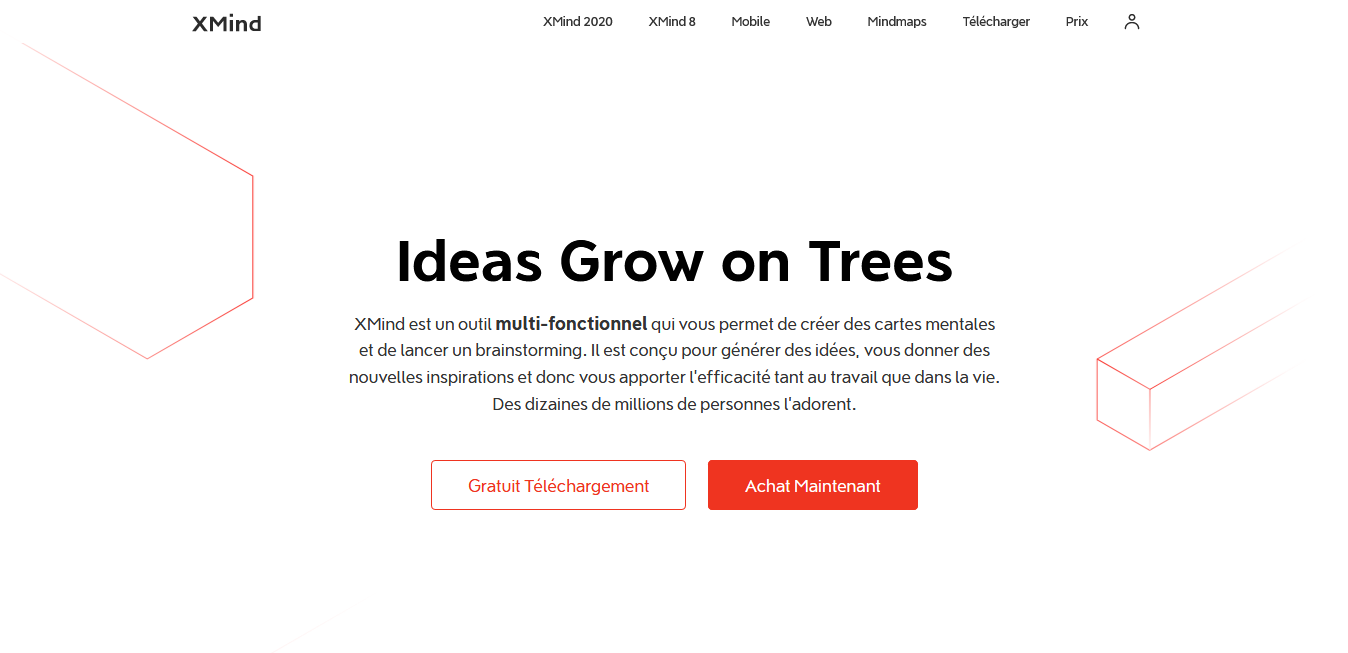 XMind
XMind 2020 XMind 8 Mobile Web Mindmaps Télécharger Prix
Ideas Grow on Trees
XMind est un outil multi-fonctionnel qui vous permet de créer des cartes mentales
et de lancer un brainstorming. Il est conçu pour générer des idées, vous donner des
nouvelles inspirations et donc vous apporter l'efficacité tant au travail que dans la vie.
Des dizaines de millions de personnes l'adorent.
Gratuit Téléchargement
Achat Maintenant